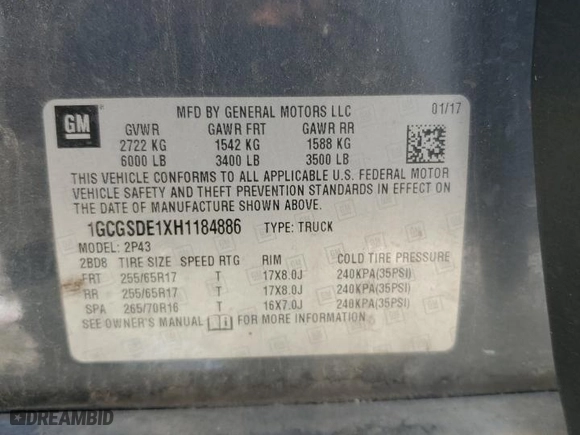 GM
MFD BY GENERAL MOTORS LLC 01/17
GVWR GAWR FRT GAWR RR
2722 KG 1542 KG 1588 KG
6000 LB 3400 LB 3500 LB
THIS VEHICLE CONFORMS TO ALL APPLICABLE U.S. FEDERAL MOTOR
VEHICLE SAFETY AND THEFT PREVENTION STANDARDS IN EFFECT ON THE
DATE OF MANUFACTURE SHOWN ABOVE.
1GCGSDE1XH1184886 TYPE: TRUCK
MODEL: 2P43
2BD8 TIRE SIZE SPEED RTG RIM COLD TIRE PRESSURE
FRT 255/65R17 T 17X8.0J 240KPA(35PSI)
RR 255/65R17 T 17X8.0J 240KPA(35PSI)
SPA 265/70R16 T 16X7.0J 240KPA(35PSI)
SEE OWNER'S MANUAL FOR MORE INFORMATION
DREAMBID